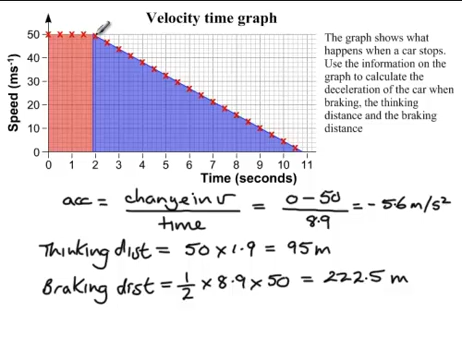 Velocity time graph
Speed (ms⁻¹)
50
40
30
20
10
0
0 1 2 3 4 5 6 7 8 9 10 11
Time (seconds)
The graph shows what
happens when a car stops.
Use the information on the
graph to calculate the
deceleration of the car when
braking, the thinking
distance and the braking
distance
acc = change in v / time = 0 - 50 / 8.9 = - 5.6 m/s²
Thinking dist = 50 x 1.9 = 95 m
Braking dist = 1/2 x 8.9 x 50 = 222.5 m